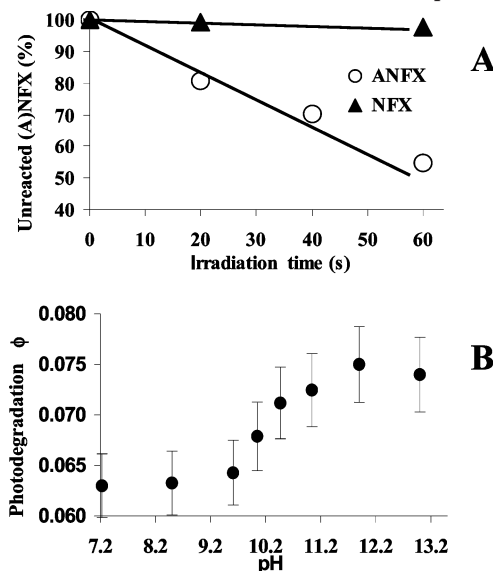 A
Unreacted (A)NFX (%)
100
90
80
70
60
50
40
ANFX
NFX
0 10 20 30 40 50 60
Irradiation time (s)
B
Photodegradation ϕ
0.080
0.075
0.070
0.065
0.060
7.2 8.2 9.2 10.2 11.2 12.2 13.2
pH